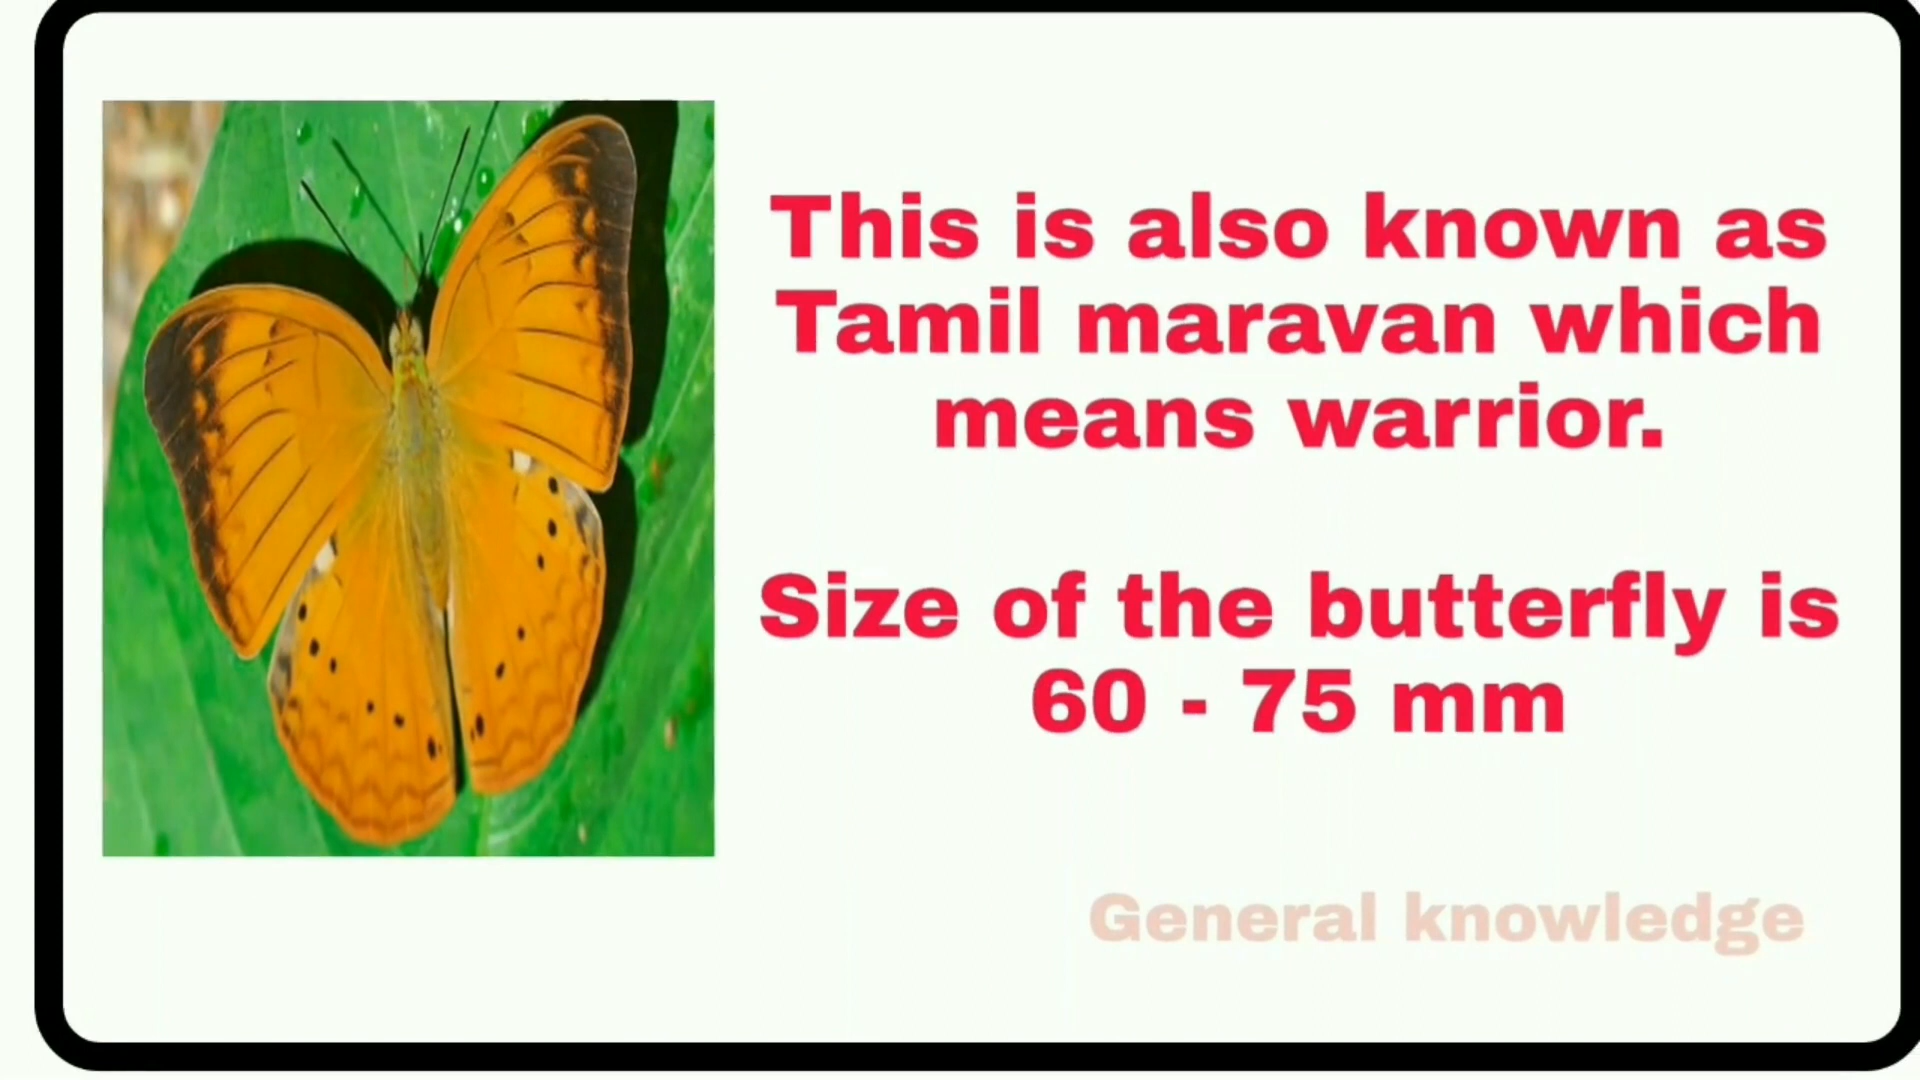 This is also known as
Tamil maravan which
means warrior.
Size of the butterfly is
60 - 75 mm
General knowledge